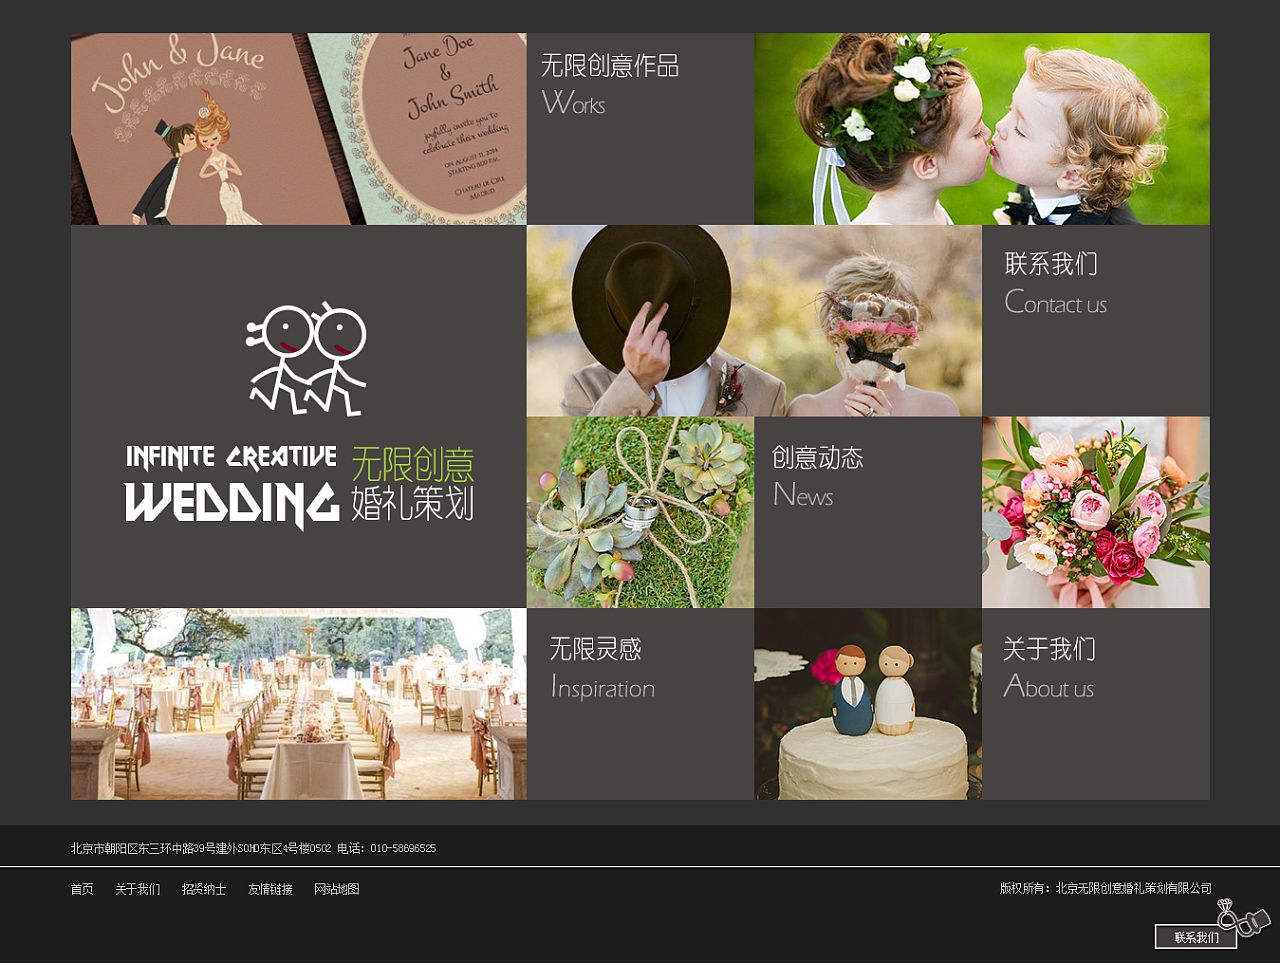 John & Jane
Jane Doe
&
John Smith
joyfully invite you to
celebrate their wedding
ON AUGUST 11, 2014
STARTING 8:00 P.M.
CHATEAU DE CIRE
MADRID
无限创意作品
Works
联系我们
Contact us
INFINITE CREATIVE
WEDDING
无限创意
婚礼策划
创意动态
News
无限灵感
Inspiration
关于我们
About us
北京市朝阳区东三环中路39号建外SOHO东区4号楼0502 电话：010-58696525
首页 关于我们 招贤纳士 友情链接 网站地图
版权所有：北京无限创意婚礼策划有限公司
联系我们